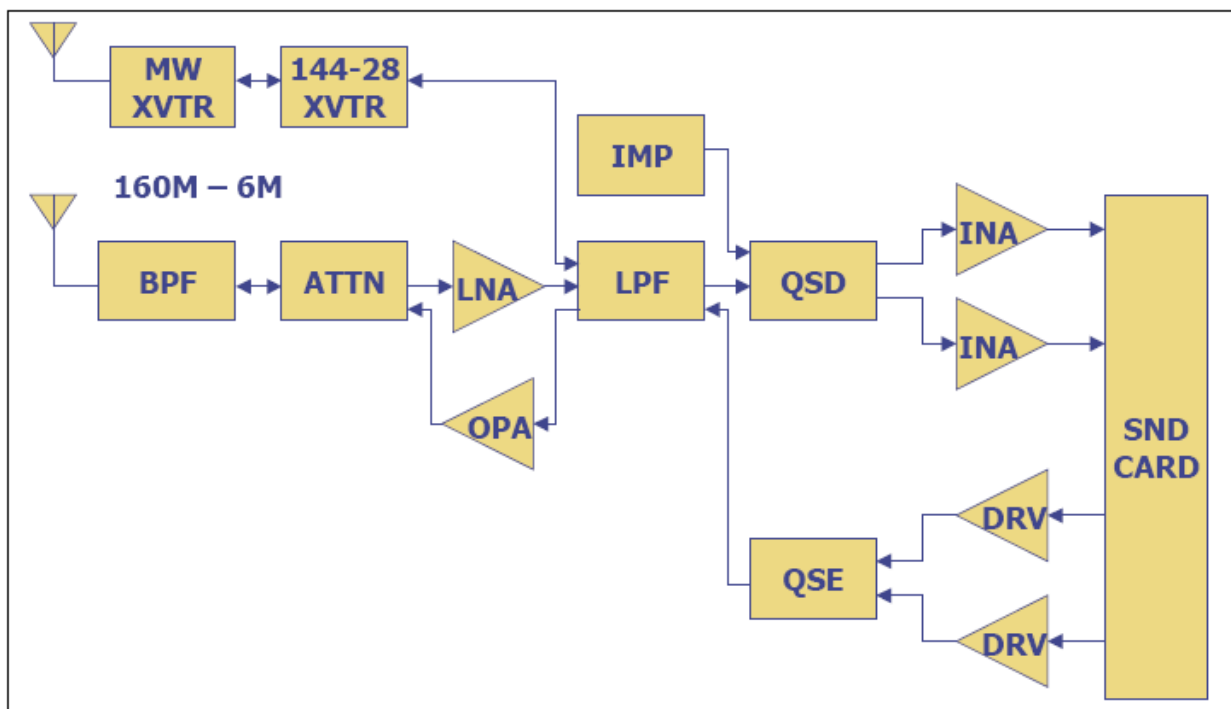 MW
XVTR
144-28
XVTR
IMP
160M – 6M
INA
BPF
ATTN
LNA
LPF
QSD
INA
OPA
SND
CARD
DRV
QSE
DRV